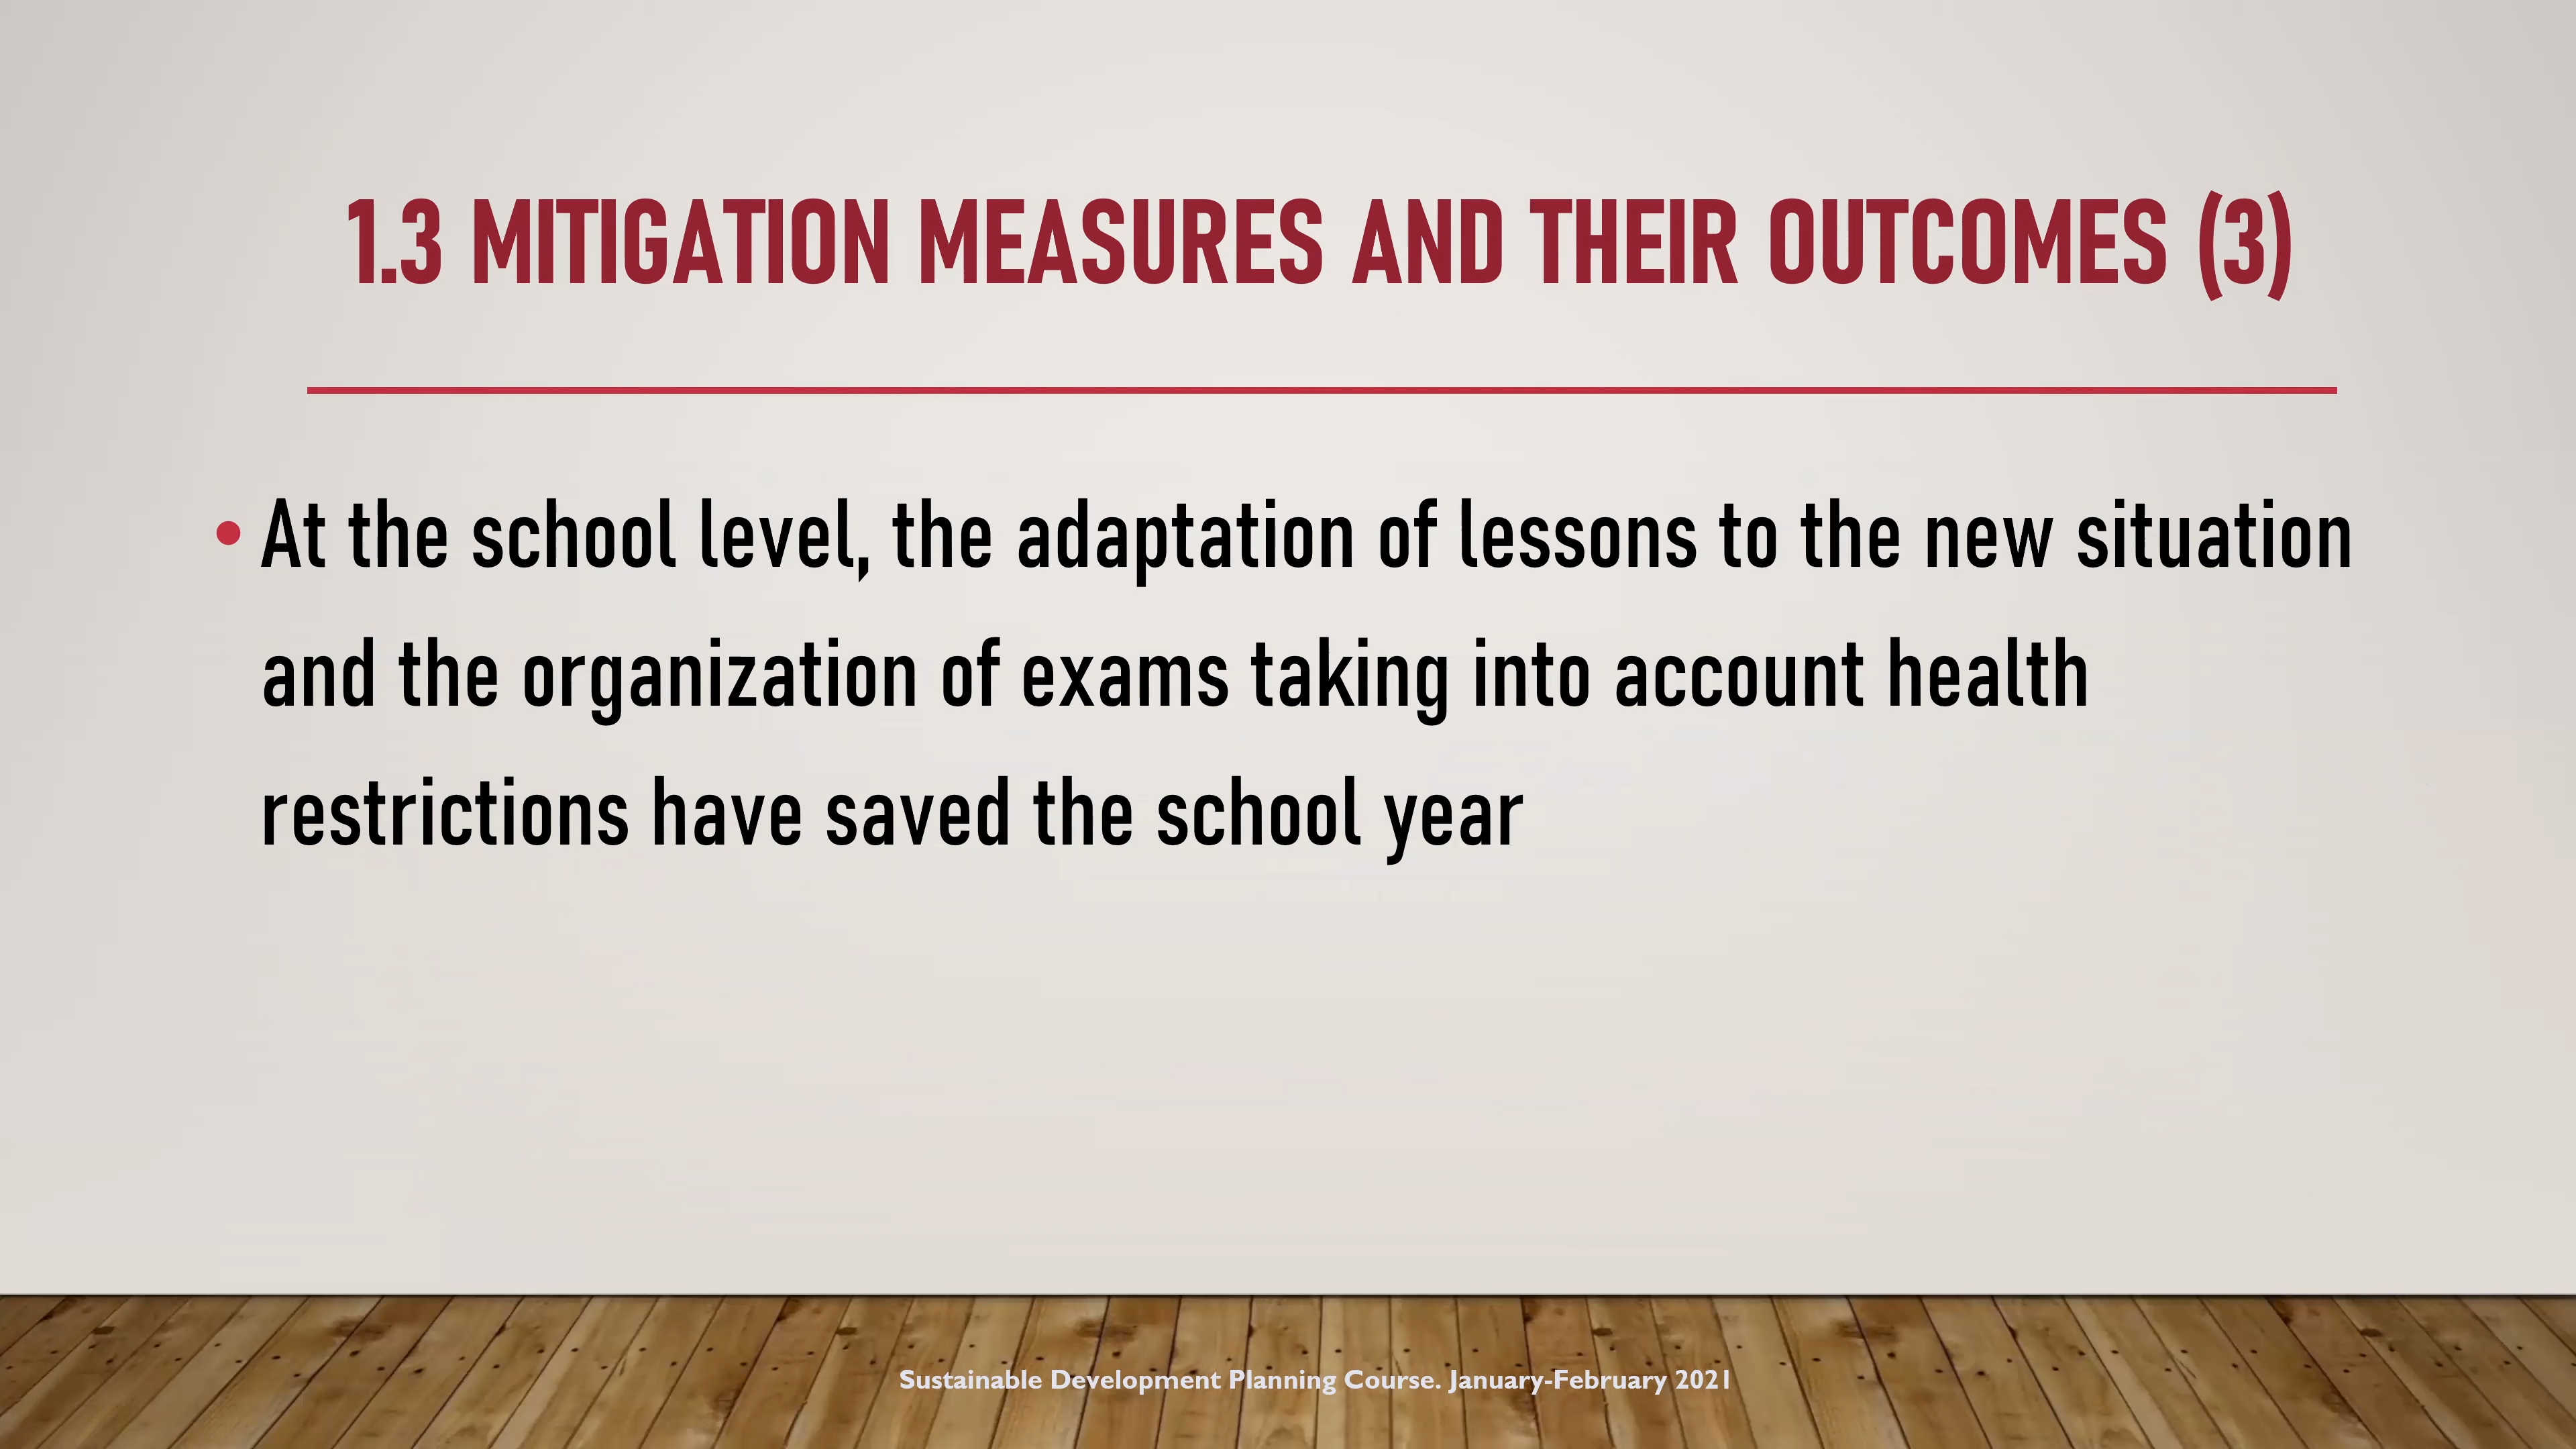 1.3 MITIGATION MEASURES AND THEIR OUTCOMES (3)
• At the school level, the adaptation of lessons to the new situation
and the organization of exams taking into account health
restrictions have saved the school year
Sustainable Development Planning Course. January-February 2021